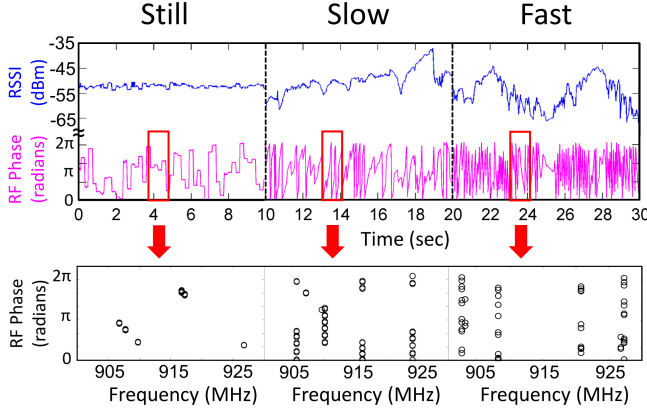 Still Slow Fast
-35
-45
-55
-65
RSSI
(dBm)
2π
π
0
RF Phase
(radians)
0 2 4 6 8 10 12 14 16 18 20 22 24 26 28 30
Time (sec)
2π
π
0
RF Phase
(radians)
905 915 925 905 915 925 905 915 925
Frequency (MHz) Frequency (MHz) Frequency (MHz)